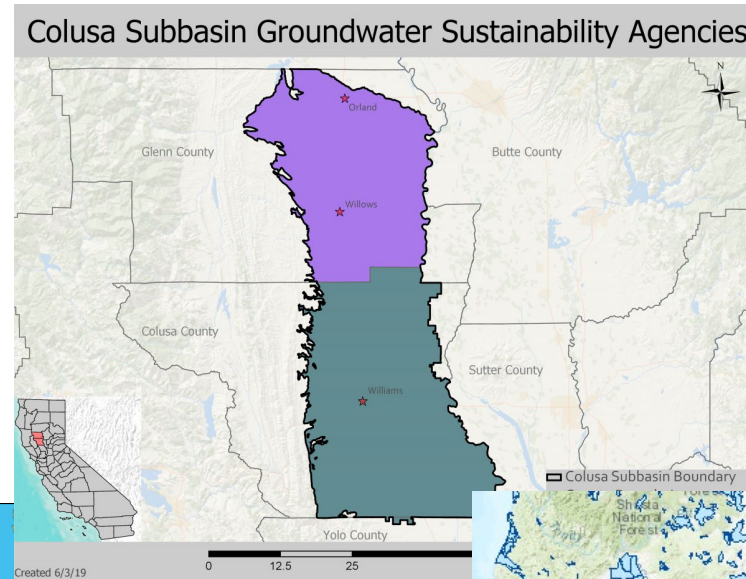 Colusa Subbasin Groundwater Sustainability Agencies
N
Orland
Glenn County
Butte County
Willows
Colusa County
Sutter County
Williams
Colusa Subbasin Boundary
Shasta
National
Forest
Yolo County
0 12.5 25
Created 6/3/19